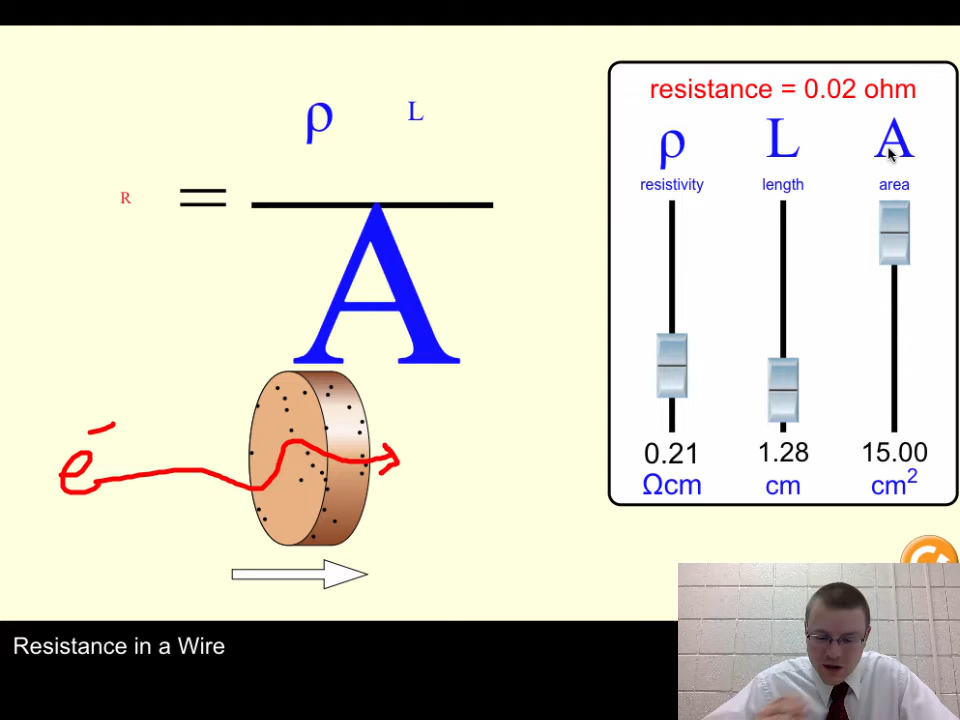 resistance = 0.02 ohm
ρ L A
resistivity length area
R = ρ L
A
0.21 1.28 15.00
Ωcm cm cm²
e⁻
Resistance in a Wire